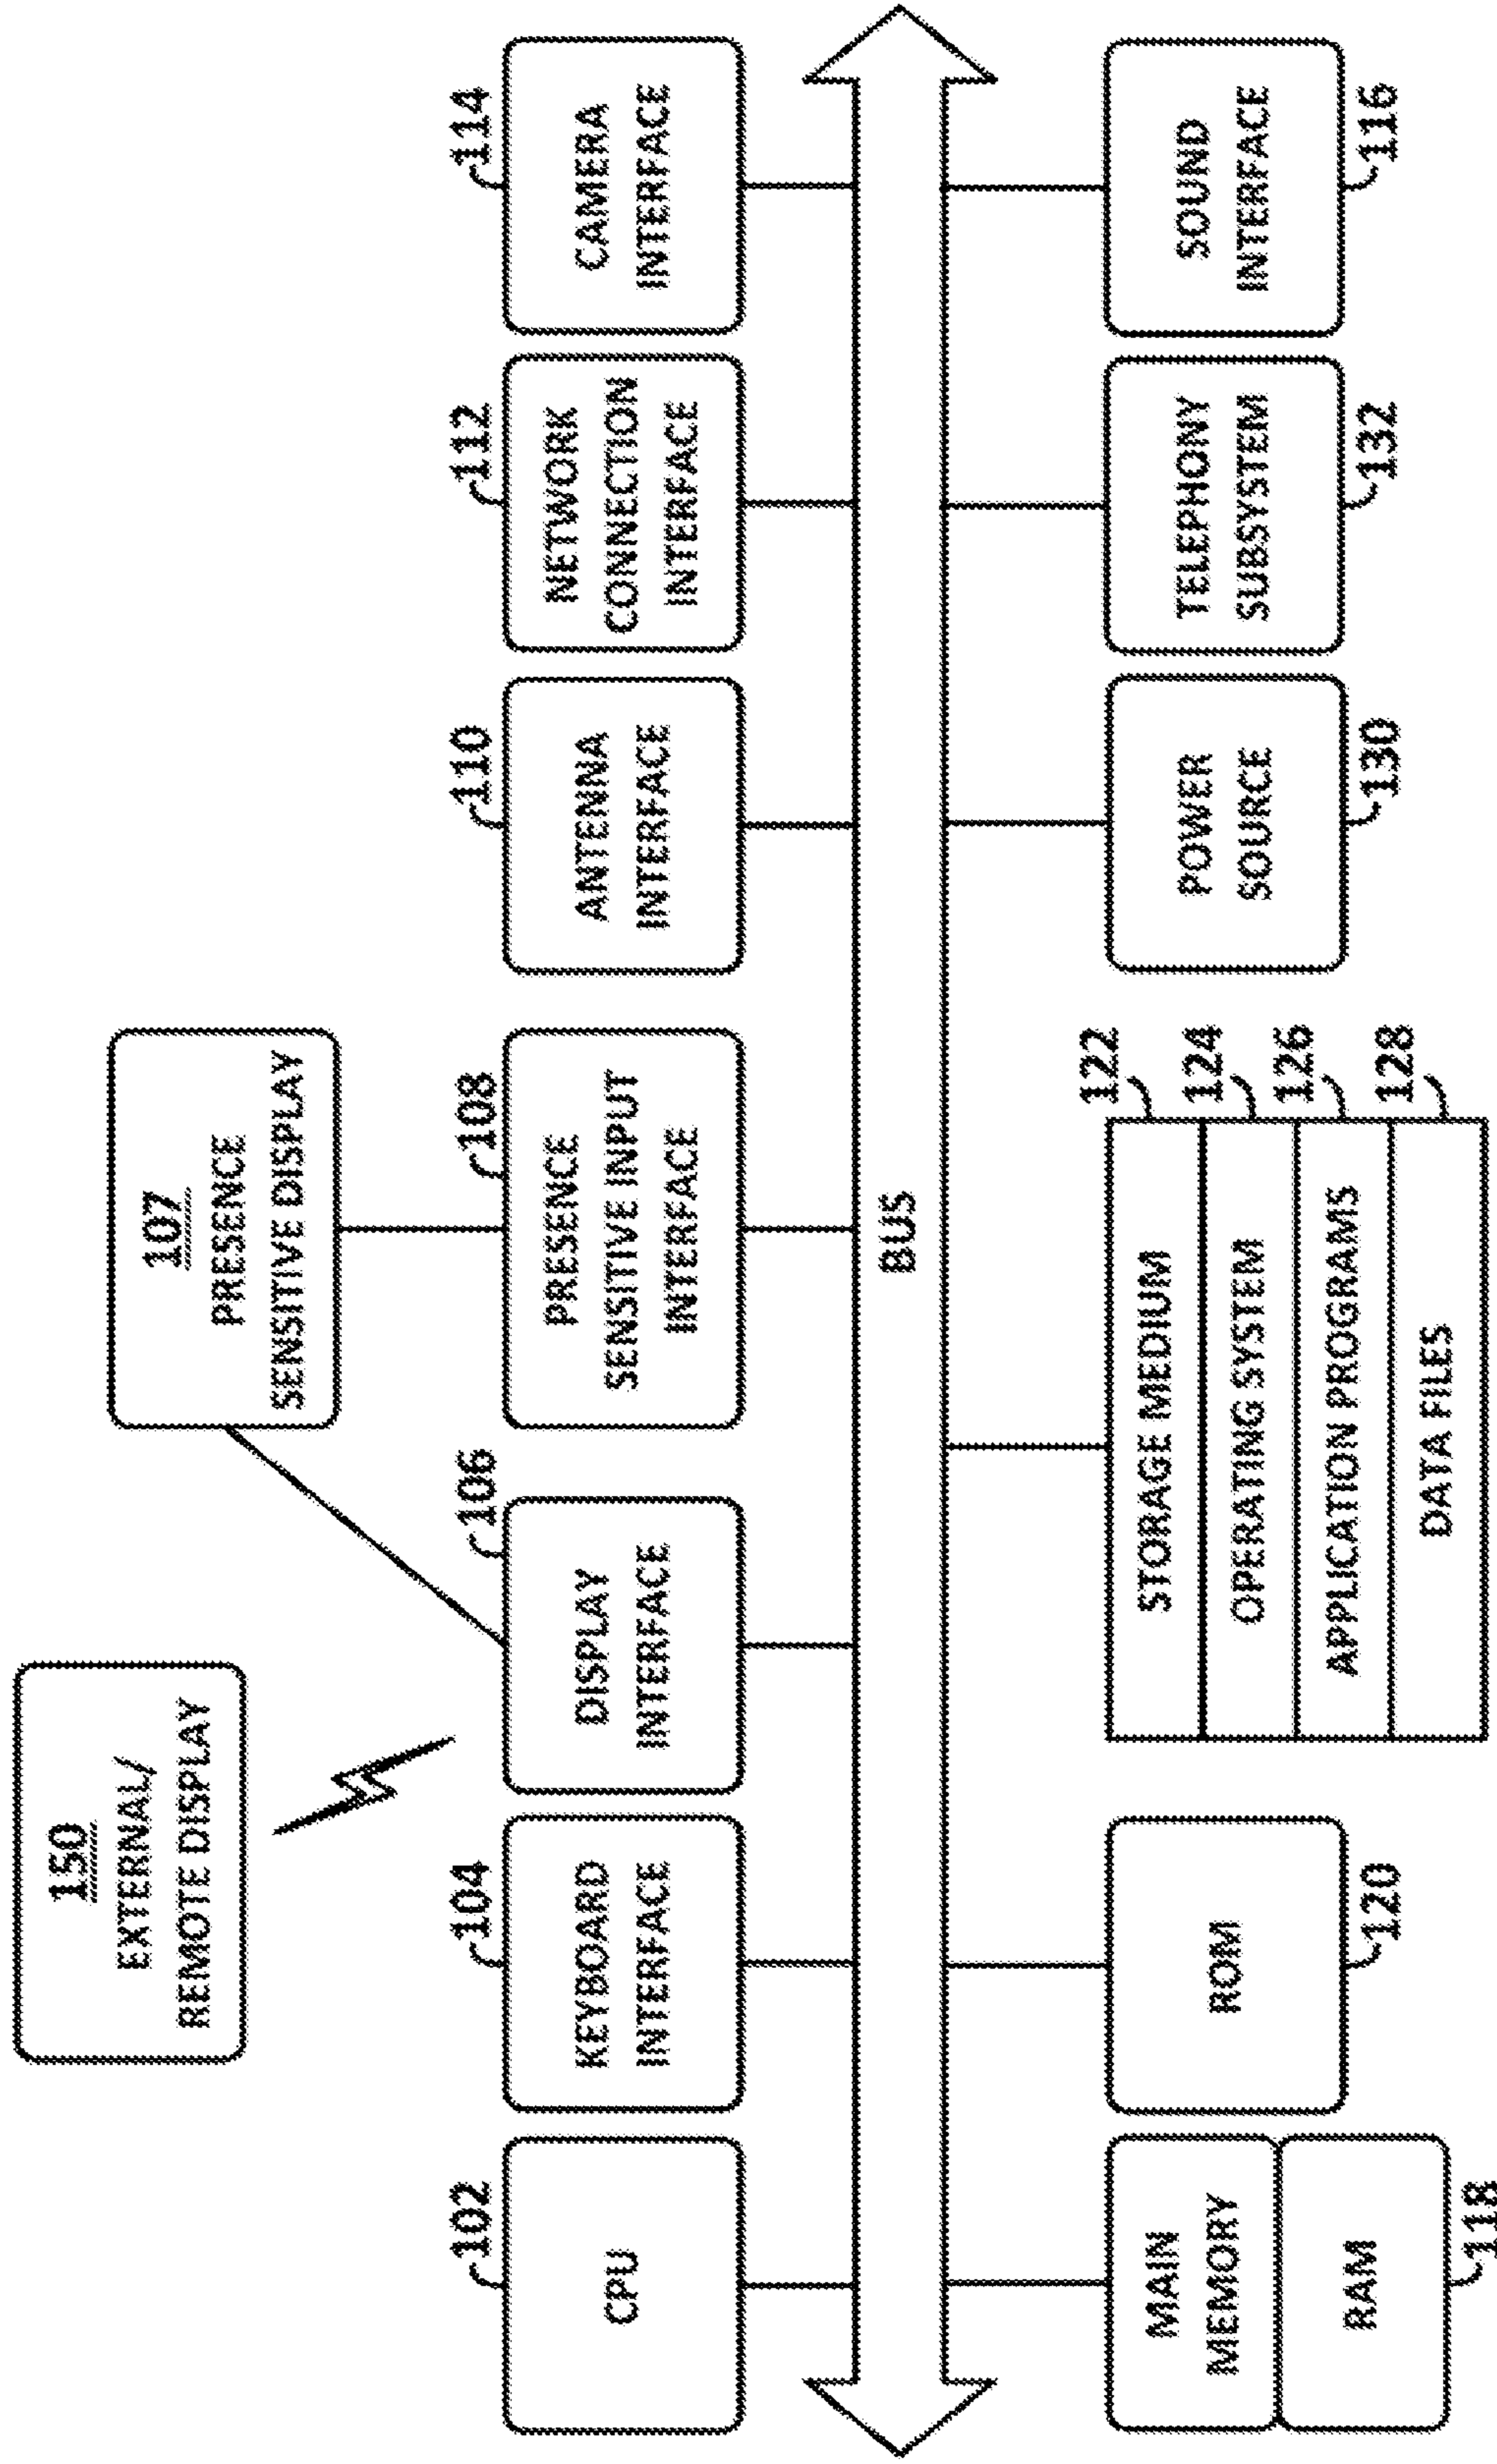 150
EXTERNAL/
REMOTE DISPLAY
107
PRESENCE
SENSITIVE DISPLAY
102
CPU
104
KEYBOARD
INTERFACE
106
DISPLAY
INTERFACE
108
PRESENCE
SENSITIVE INPUT
INTERFACE
110
ANTENNA
INTERFACE
112
NETWORK
CONNECTION
INTERFACE
114
CAMERA
INTERFACE
BUS
MAIN
MEMORY
RAM
118
ROM
120
STORAGE MEDIUM
122
OPERATING SYSTEM
124
APPLICATION PROGRAMS
126
DATA FILES
128
POWER
SOURCE
130
TELEPHONY
SUBSYSTEM
132
SOUND
INTERFACE
116